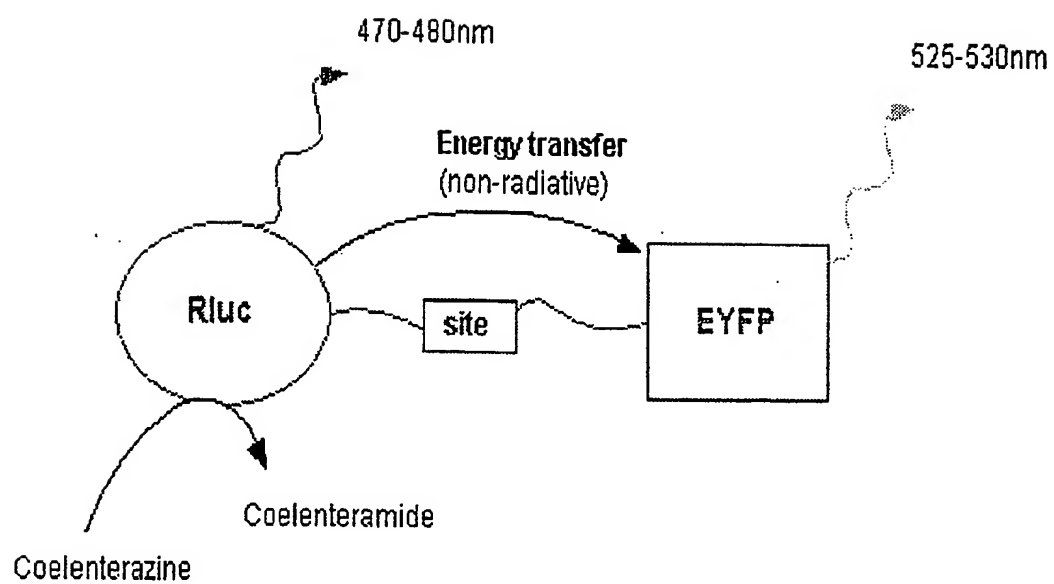 470-480nm
525-530nm
Energy transfer
(non-radiative)
Rluc
site
EYFP
Coelenteramide
Coelenterazine